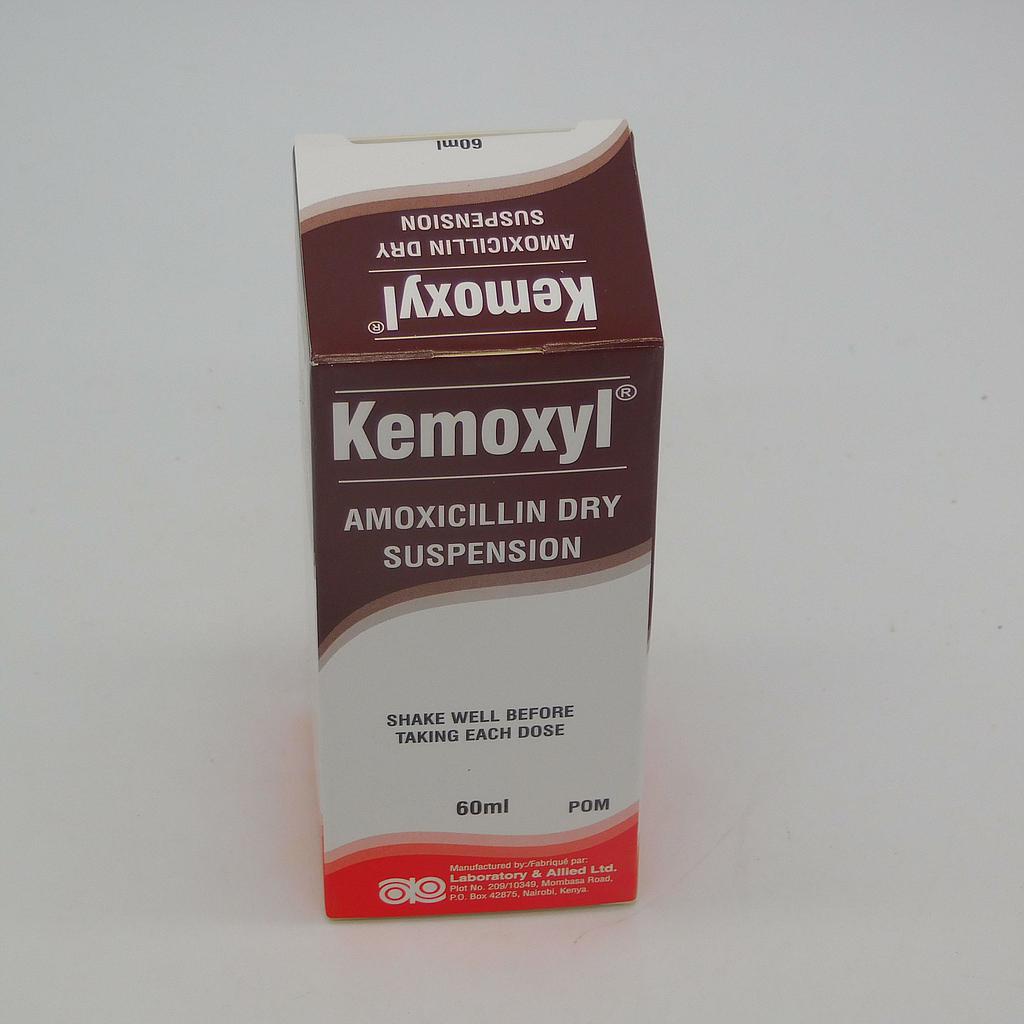 60ml
AMOXICILLIN DRY
SUSPENSION
Kemoxyl®
Kemoxyl®
AMOXICILLIN DRY
SUSPENSION
SHAKE WELL BEFORE
TAKING EACH DOSE
60ml POM
Manufactured by:/Fabriqué par:
Laboratory & Allied Ltd.
Plot No. 209/10349, Mombasa Road,
P.O. Box 42875, Nairobi, Kenya.